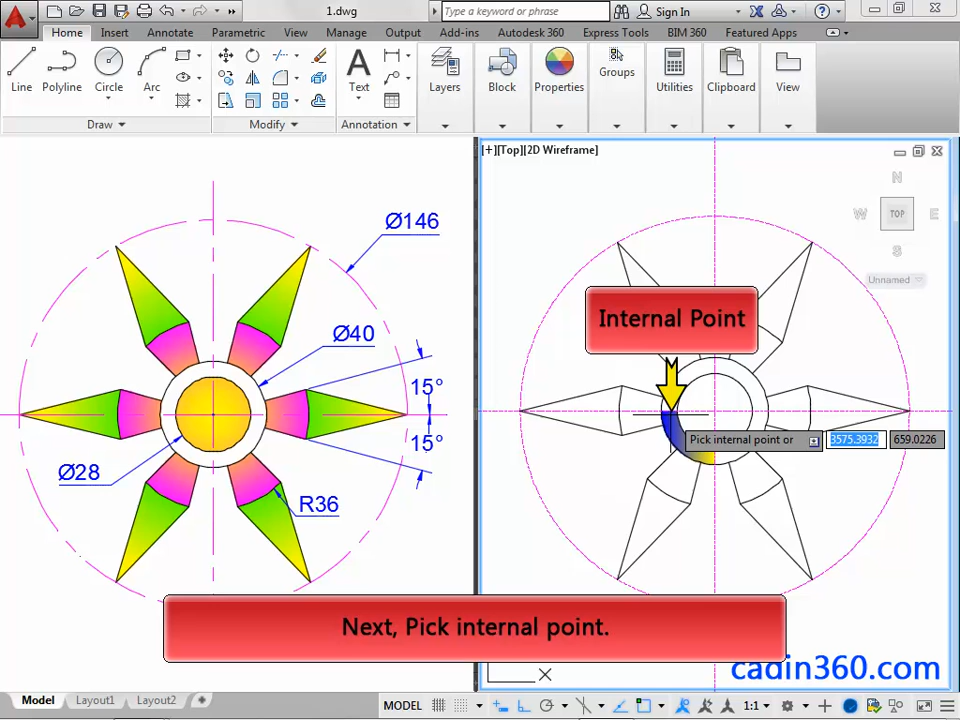 1.dwg
Type a keyword or phrase
Sign In
Home Insert Annotate Parametric View Manage Output Add-ins Autodesk 360 Express Tools BIM 360 Featured Apps
Line Polyline Circle Arc Text Layers Block Properties Groups Utilities Clipboard View
Draw Modify Annotation
[+][Top][2D Wireframe]
N
W TOP E
S
Unnamed
Ø146
Ø40
15°
15°
Ø28
R36
Internal Point
Pick internal point or 3575.3932 659.0226
Next, Pick internal point.
cadin360.com
X
Model Layout1 Layout2
MODEL 1:1